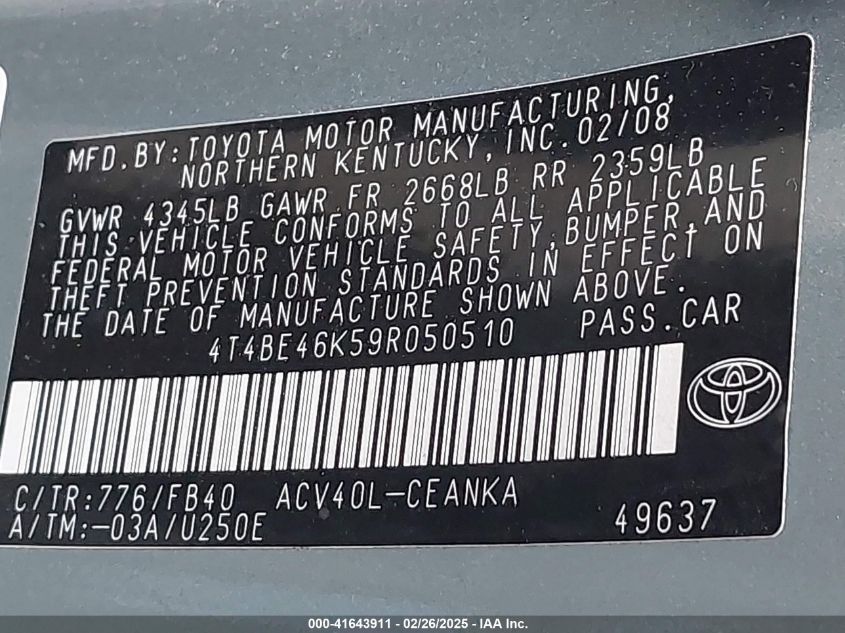 MFD.BY:TOYOTA MOTOR MANUFACTURING,
NORTHERN KENTUCKY, INC. 02/08
GVWR 4345LB GAWR FR 2668LB RR 2359LB
THIS VEHICLE CONFORMS TO ALL APPLICABLE
FEDERAL MOTOR VEHICLE SAFETY,BUMPER,AND
THEFT PREVENTION STANDARDS IN EFFECT ON
THE DATE OF MANUFACTURE SHOWN ABOVE.
4T4BE46K59R050510 PASS.CAR
C/TR:776/FB40 ACV40L-CEANKA
A/TM:-03A/U250E 49637
000-41643911 - 02/26/2025 - IAA Inc.